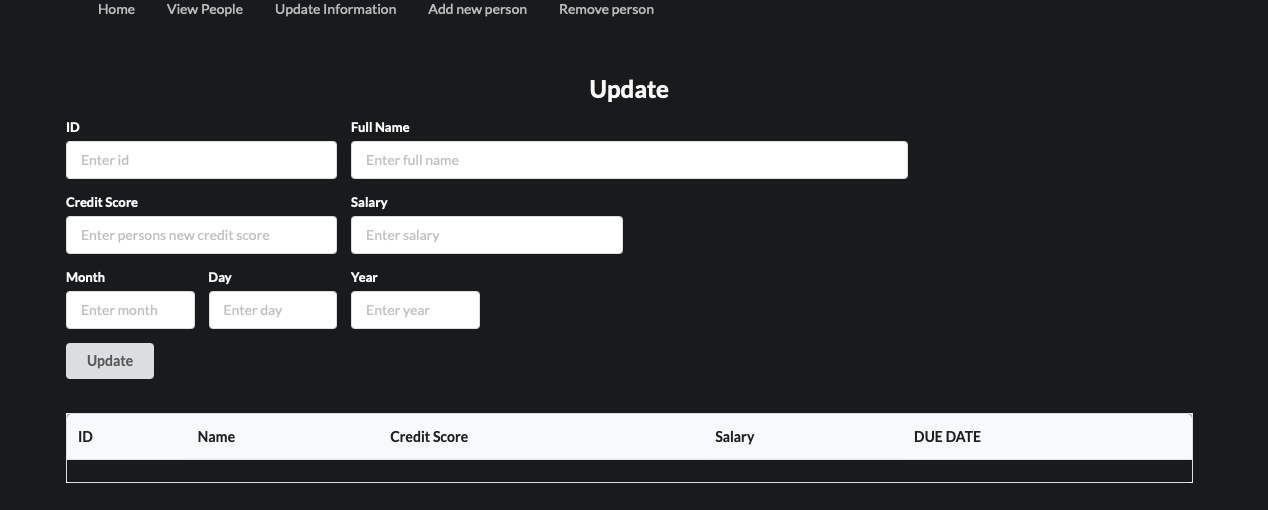 Home View People Update Information Add new person Remove person
Update
ID Full Name
Enter id Enter full name
Credit Score Salary
Enter persons new credit score Enter salary
Month Day Year
Enter month Enter day Enter year
Update
ID Name Credit Score Salary DUE DATE